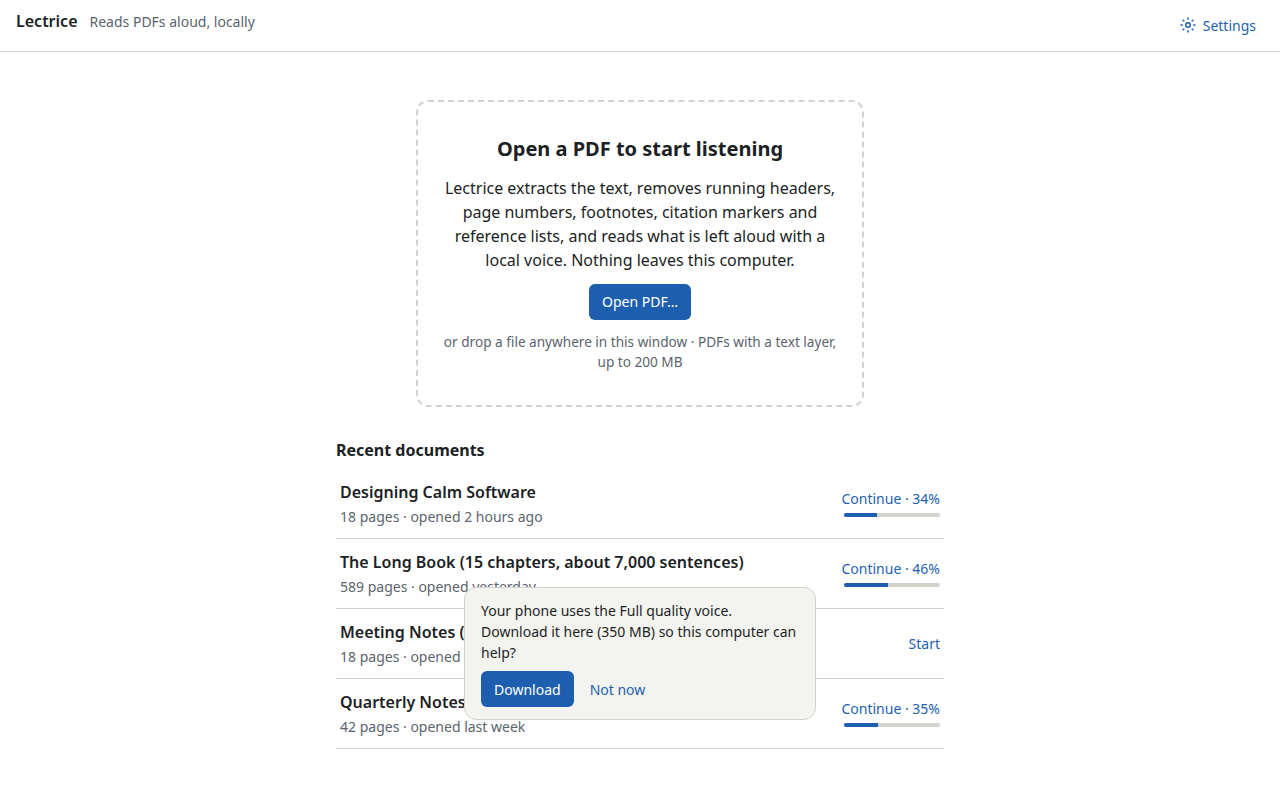 Lectrice Reads PDFs aloud, locally
Settings
Open a PDF to start listening
Lectrice extracts the text, removes running headers,
page numbers, footnotes, citation markers and
reference lists, and reads what is left aloud with a
local voice. Nothing leaves this computer.
Open PDF...
or drop a file anywhere in this window · PDFs with a text layer,
up to 200 MB
Recent documents
Designing Calm Software
18 pages · opened 2 hours ago
Continue · 34%
The Long Book (15 chapters, about 7,000 sentences)
589 pages · opened yesterday
Continue · 46%
Meeting Notes (
18 pages · opened
Start
Quarterly Notes
42 pages · opened last week
Continue · 35%
Your phone uses the Full quality voice.
Download it here (350 MB) so this computer can
help?
Download
Not now